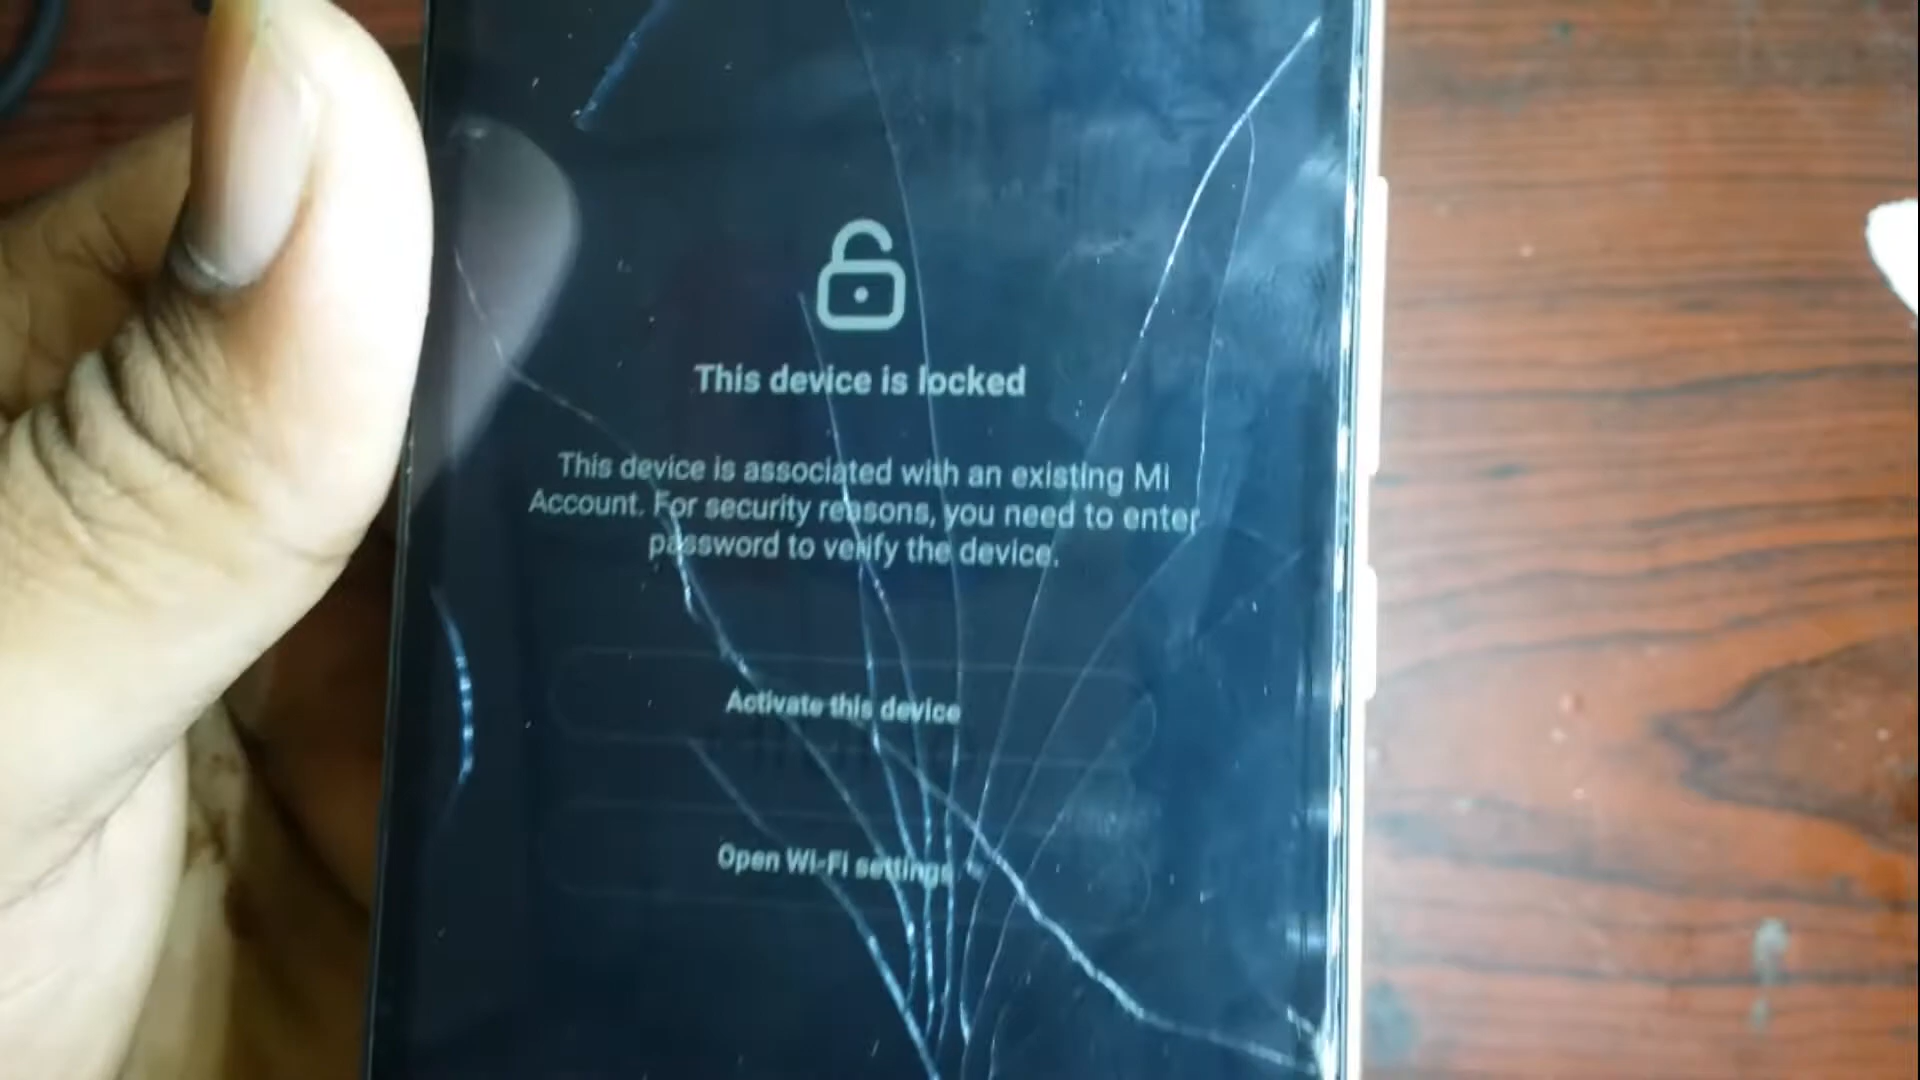 This device is locked
This device is associated with an existing Mi
Account. For security reasons, you need to enter
password to verify the device.
Activate this device
Open Wi-Fi settings